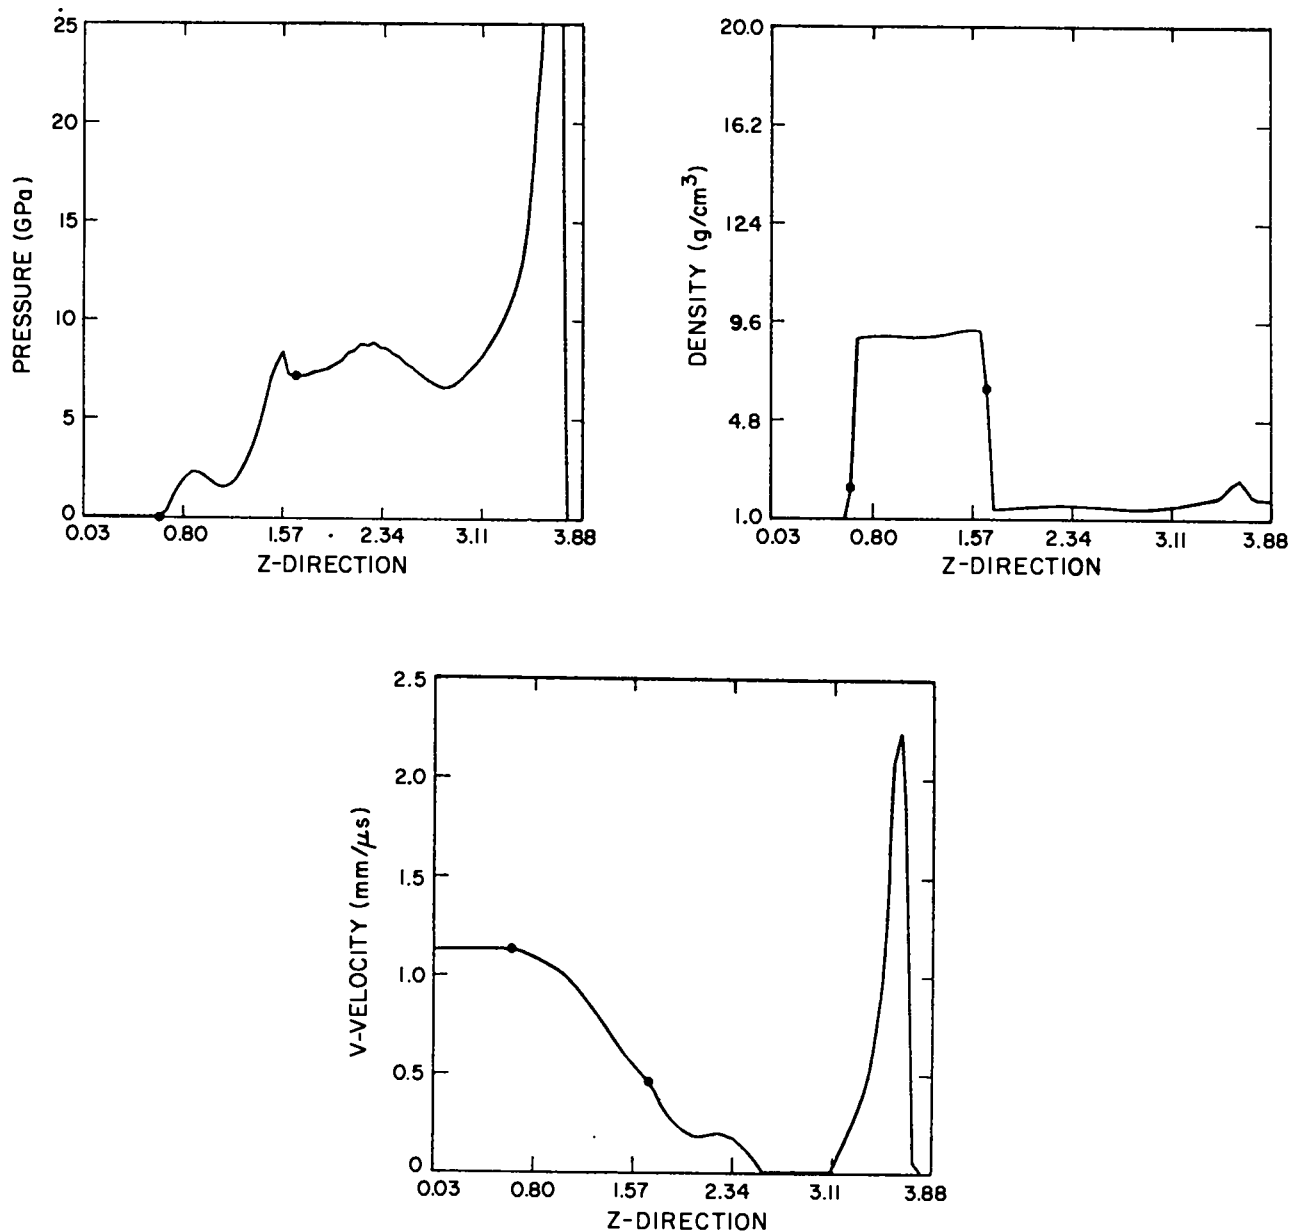 PRESSURE (GPa)
25
20
15
10
5
0
0.03 0.80 1.57 2.34 3.11 3.88
Z-DIRECTION
DENSITY (g/cm³)
20.0
16.2
12.4
9.6
4.8
1.0
0.03 0.80 1.57 2.34 3.11 3.88
Z-DIRECTION
V-VELOCITY (mm/μs)
2.5
2.0
1.5
1.0
0.5
0
0.03 0.80 1.57 2.34 3.11 3.88
Z-DIRECTION